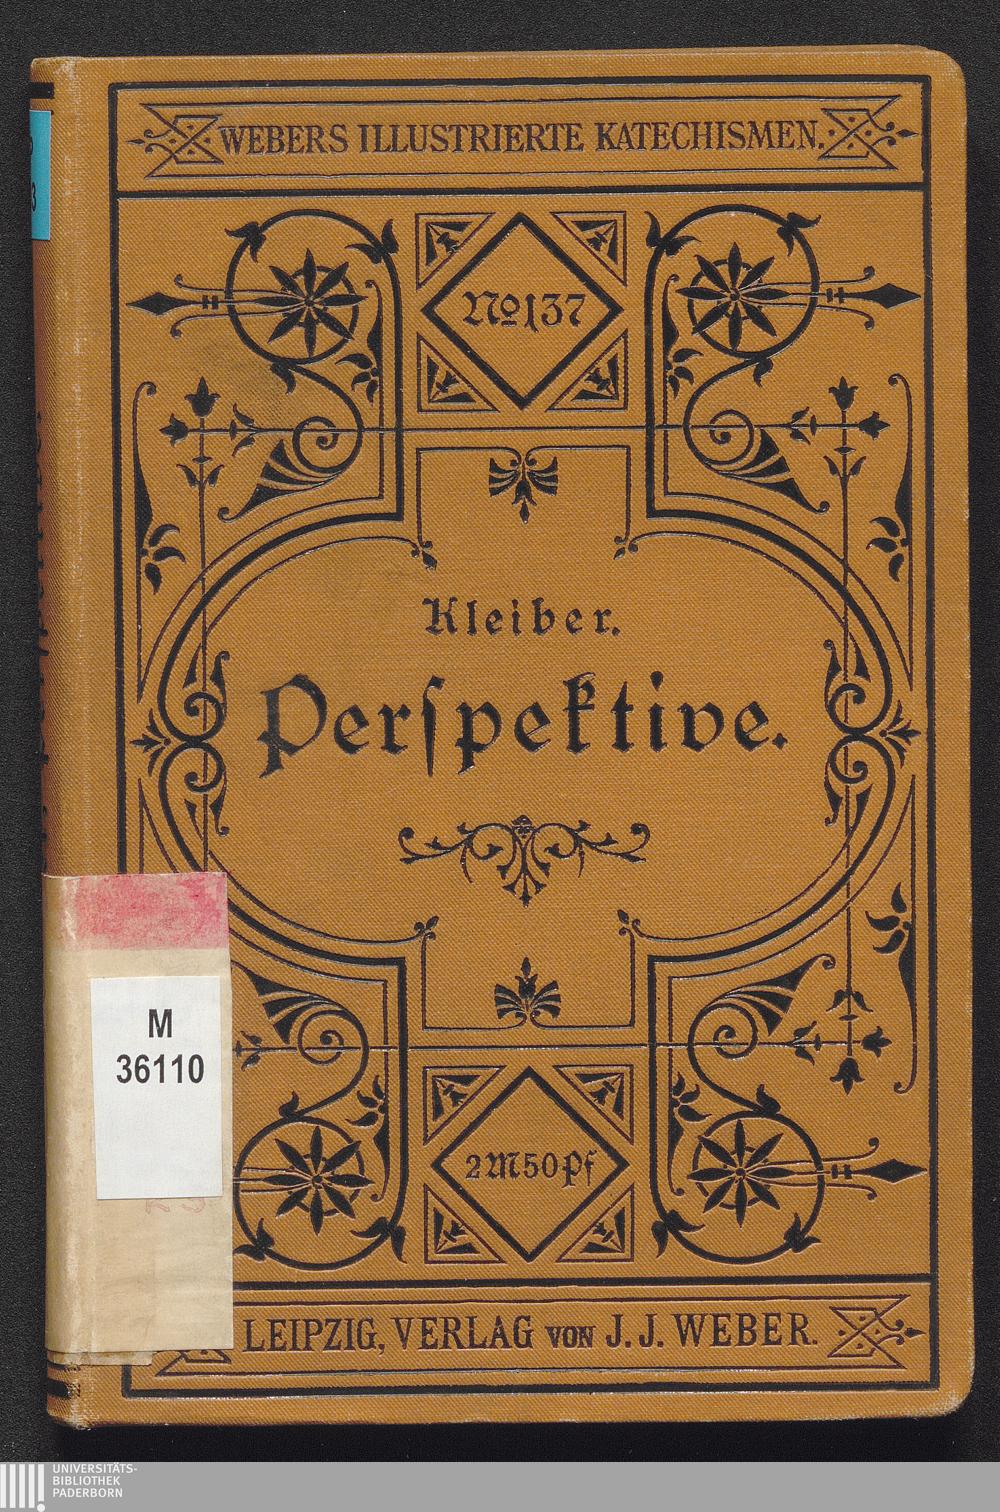 WEBERS ILLUSTRIERTE KATECHISMEN.
No 137
Kleiber.
Perſpektive.
M
36110
2 M 50 Pf
LEIPZIG, VERLAG VON J. J. WEBER.
UNIVERSITÄTS-
BIBLIOTHEK
PADERBORN